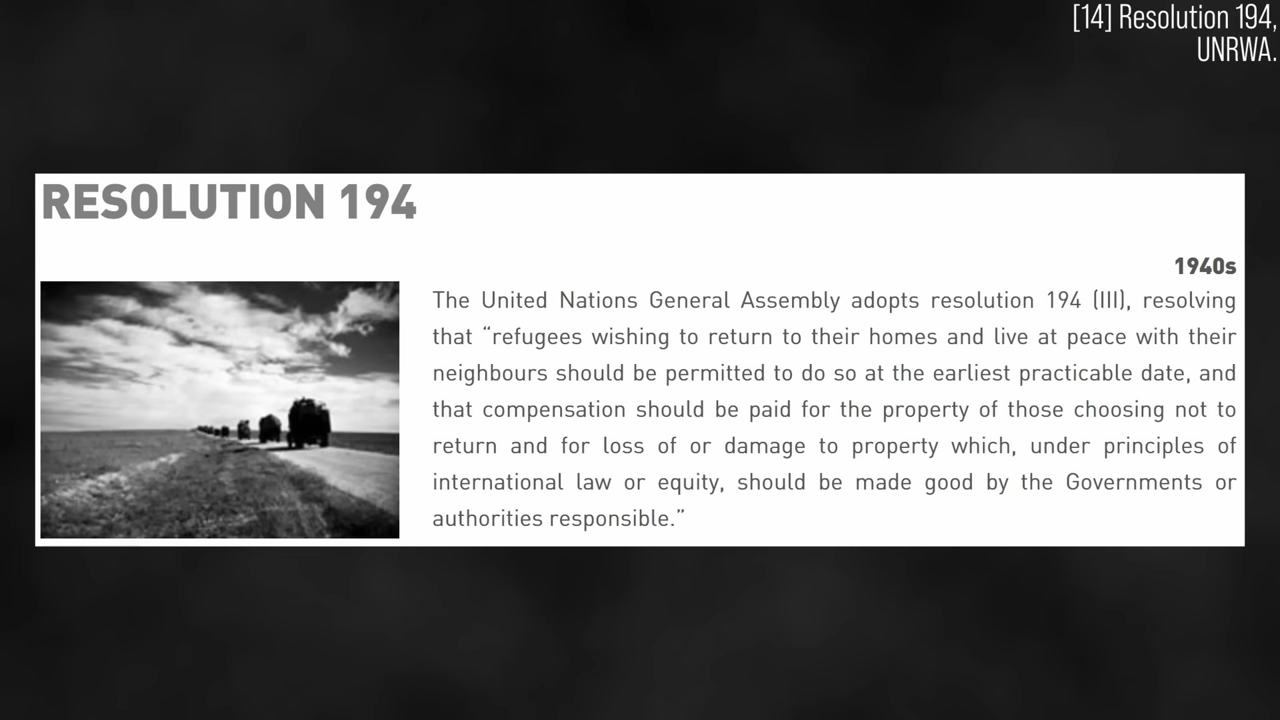 [14] Resolution 194,
UNRWA.
RESOLUTION 194
1940s
The United Nations General Assembly adopts resolution 194 (III), resolving
that “refugees wishing to return to their homes and live at peace with their
neighbours should be permitted to do so at the earliest practicable date, and
that compensation should be paid for the property of those choosing not to
return and for loss of or damage to property which, under principles of
international law or equity, should be made good by the Governments or
authorities responsible.”